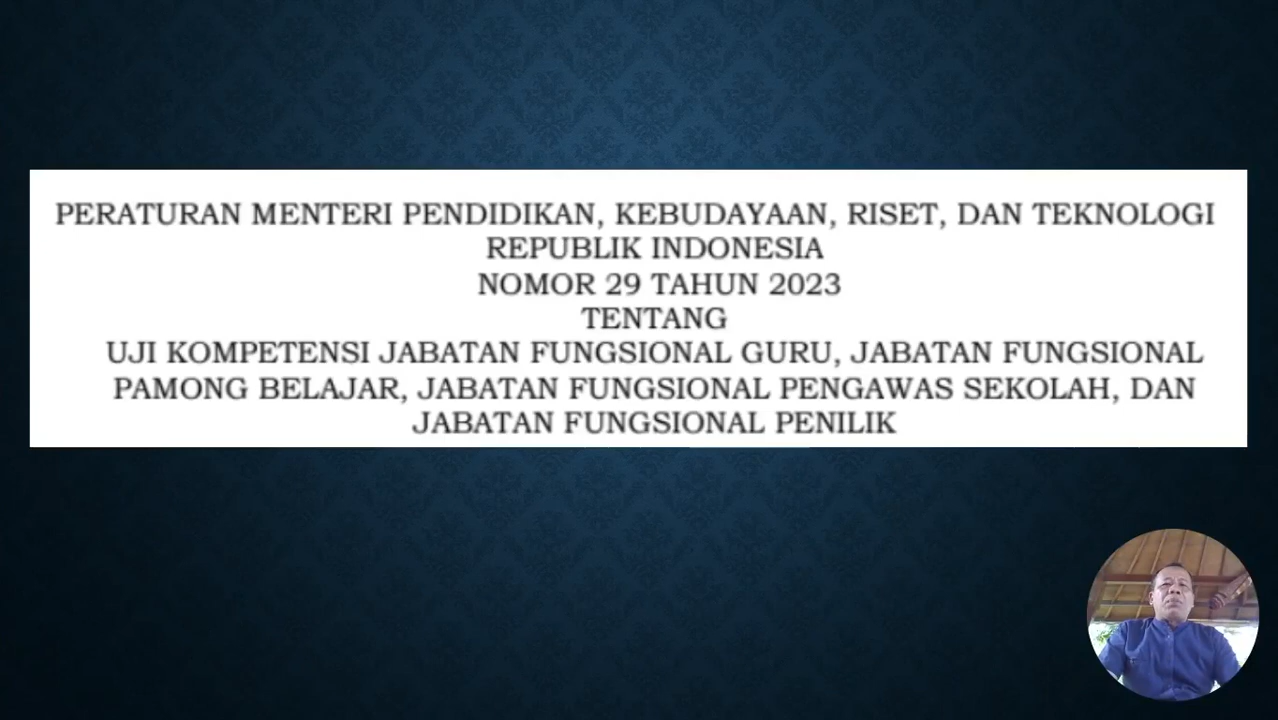 PERATURAN MENTERI PENDIDIKAN, KEBUDAYAAN, RISET, DAN TEKNOLOGI
REPUBLIK INDONESIA
NOMOR 29 TAHUN 2023
TENTANG
UJI KOMPETENSI JABATAN FUNGSIONAL GURU, JABATAN FUNGSIONAL
PAMONG BELAJAR, JABATAN FUNGSIONAL PENGAWAS SEKOLAH, DAN
JABATAN FUNGSIONAL PENILIK